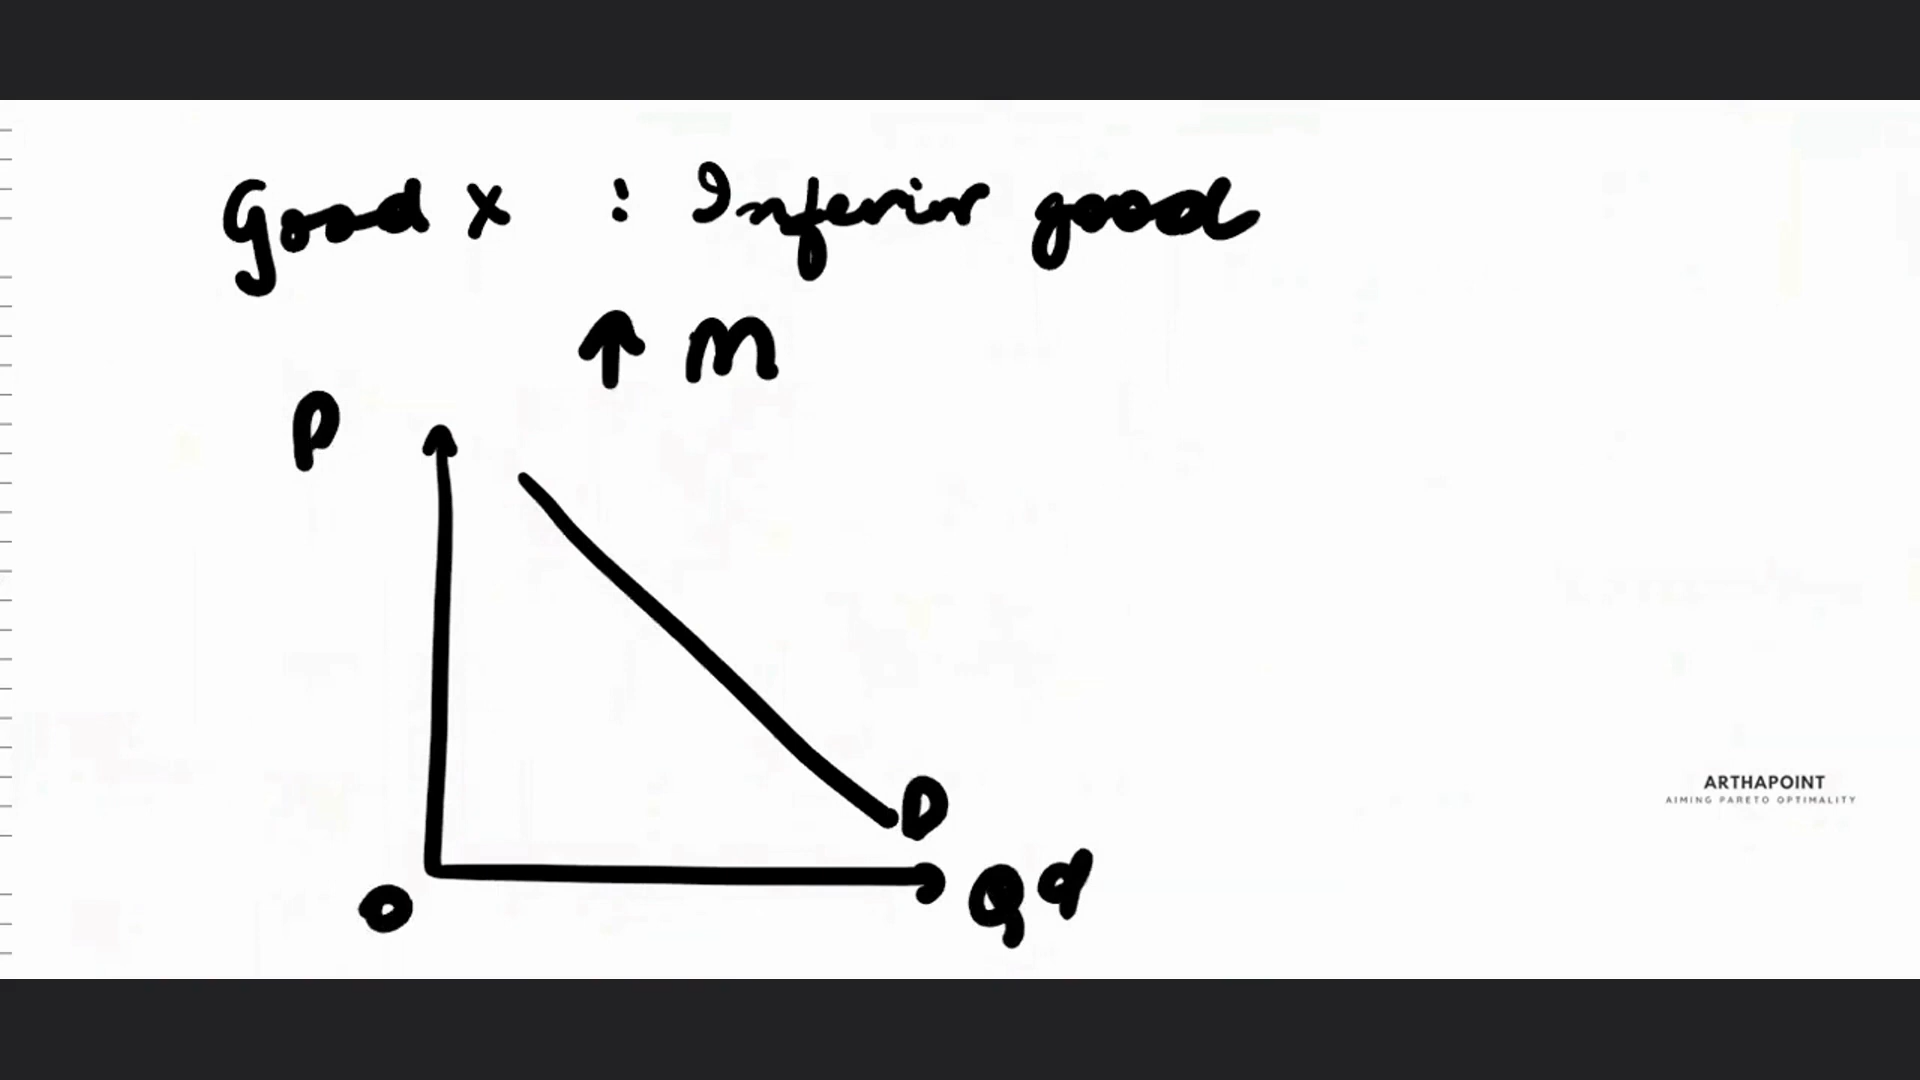 Good x : Inferior good
↑ M
P
D
O
Qd
ARTHAPOINT
AIMING PARETO OPTIMALITY